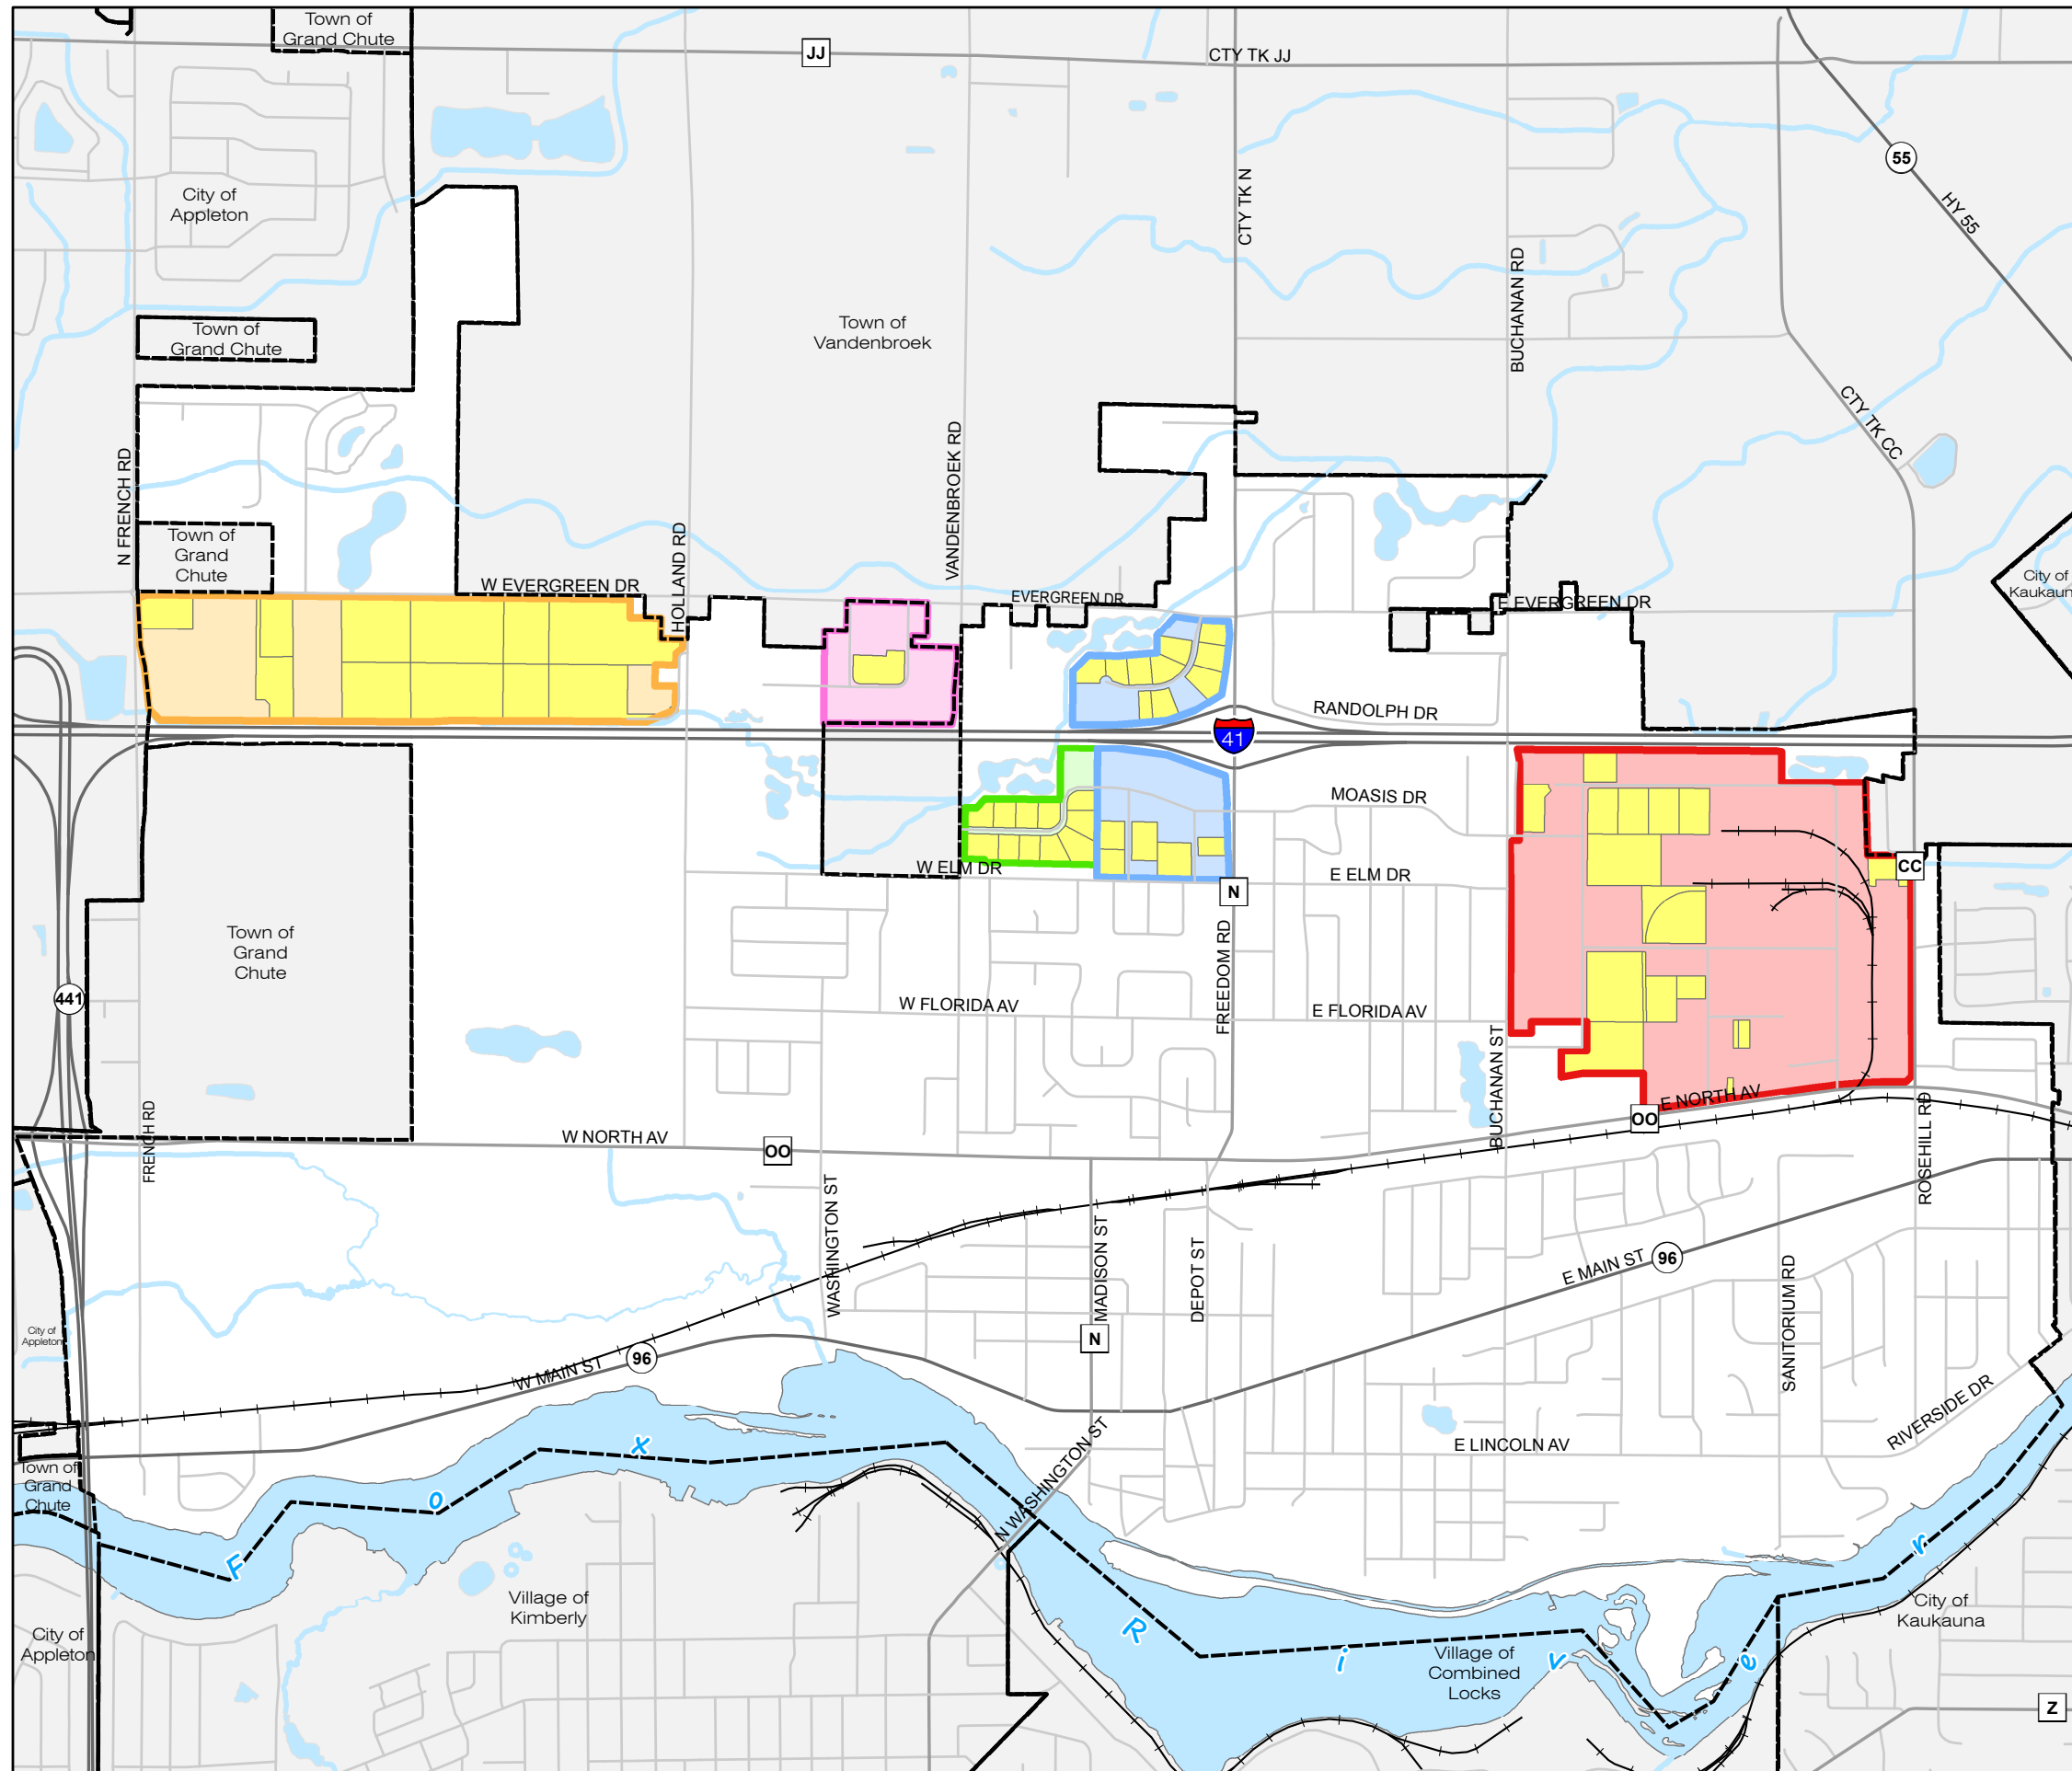 Town of
Grand Chute
JJ
CTY TK JJ
55
HY 55
City of
Appleton
CTY TK N
BUCHANAN RD
Town of
Grand Chute
Town of
Vandenbroek
CTY TK CC
N FRENCH RD
Town of
Grand
Chute
HOLLAND RD
VANDENBROEK RD
W EVERGREEN DR
EVERGREEN DR
E EVERGREEN DR
City of
RANDOLPH DR
41
MOASIS DR
W ELM DR
E ELM DR
N
CC
Town of
Grand
Chute
441
W FLORIDA AV
FREEDOM RD
E FLORIDA AV
BUCHANAN ST
E NORTH AV
OO
FRENCH RD
W NORTH AV
OO
ROSEHILL RD
WASHINGTON ST
MADISON ST
DEPOT ST
E MAIN ST
96
SANITORIUM RD
City of
Appleton
N
W MAIN ST
96
RIVERSIDE DR
E LINCOLN AV
Town of
Grand
Chute
N WASHINGTON ST
F o x R i v e r
Village of
Kimberly
City of
Appleton
Village of
Combined
Locks
City of
Kaukauna
Z